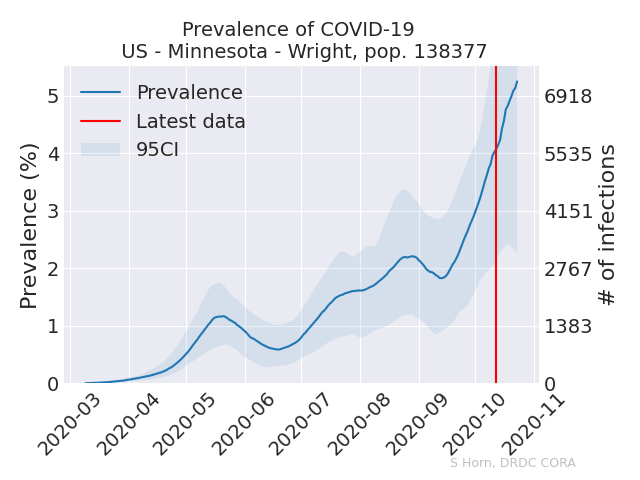 Prevalence of COVID-19
US - Minnesota - Wright, pop. 138377
Prevalence
Latest data
95CI
Prevalence (%)
5
4
3
2
1
0
6918
5535
4151
2767
1383
0
# of infections
2020-03
2020-04
2020-05
2020-06
2020-07
2020-08
2020-09
2020-10
2020-11
S Horn, DRDC CORA